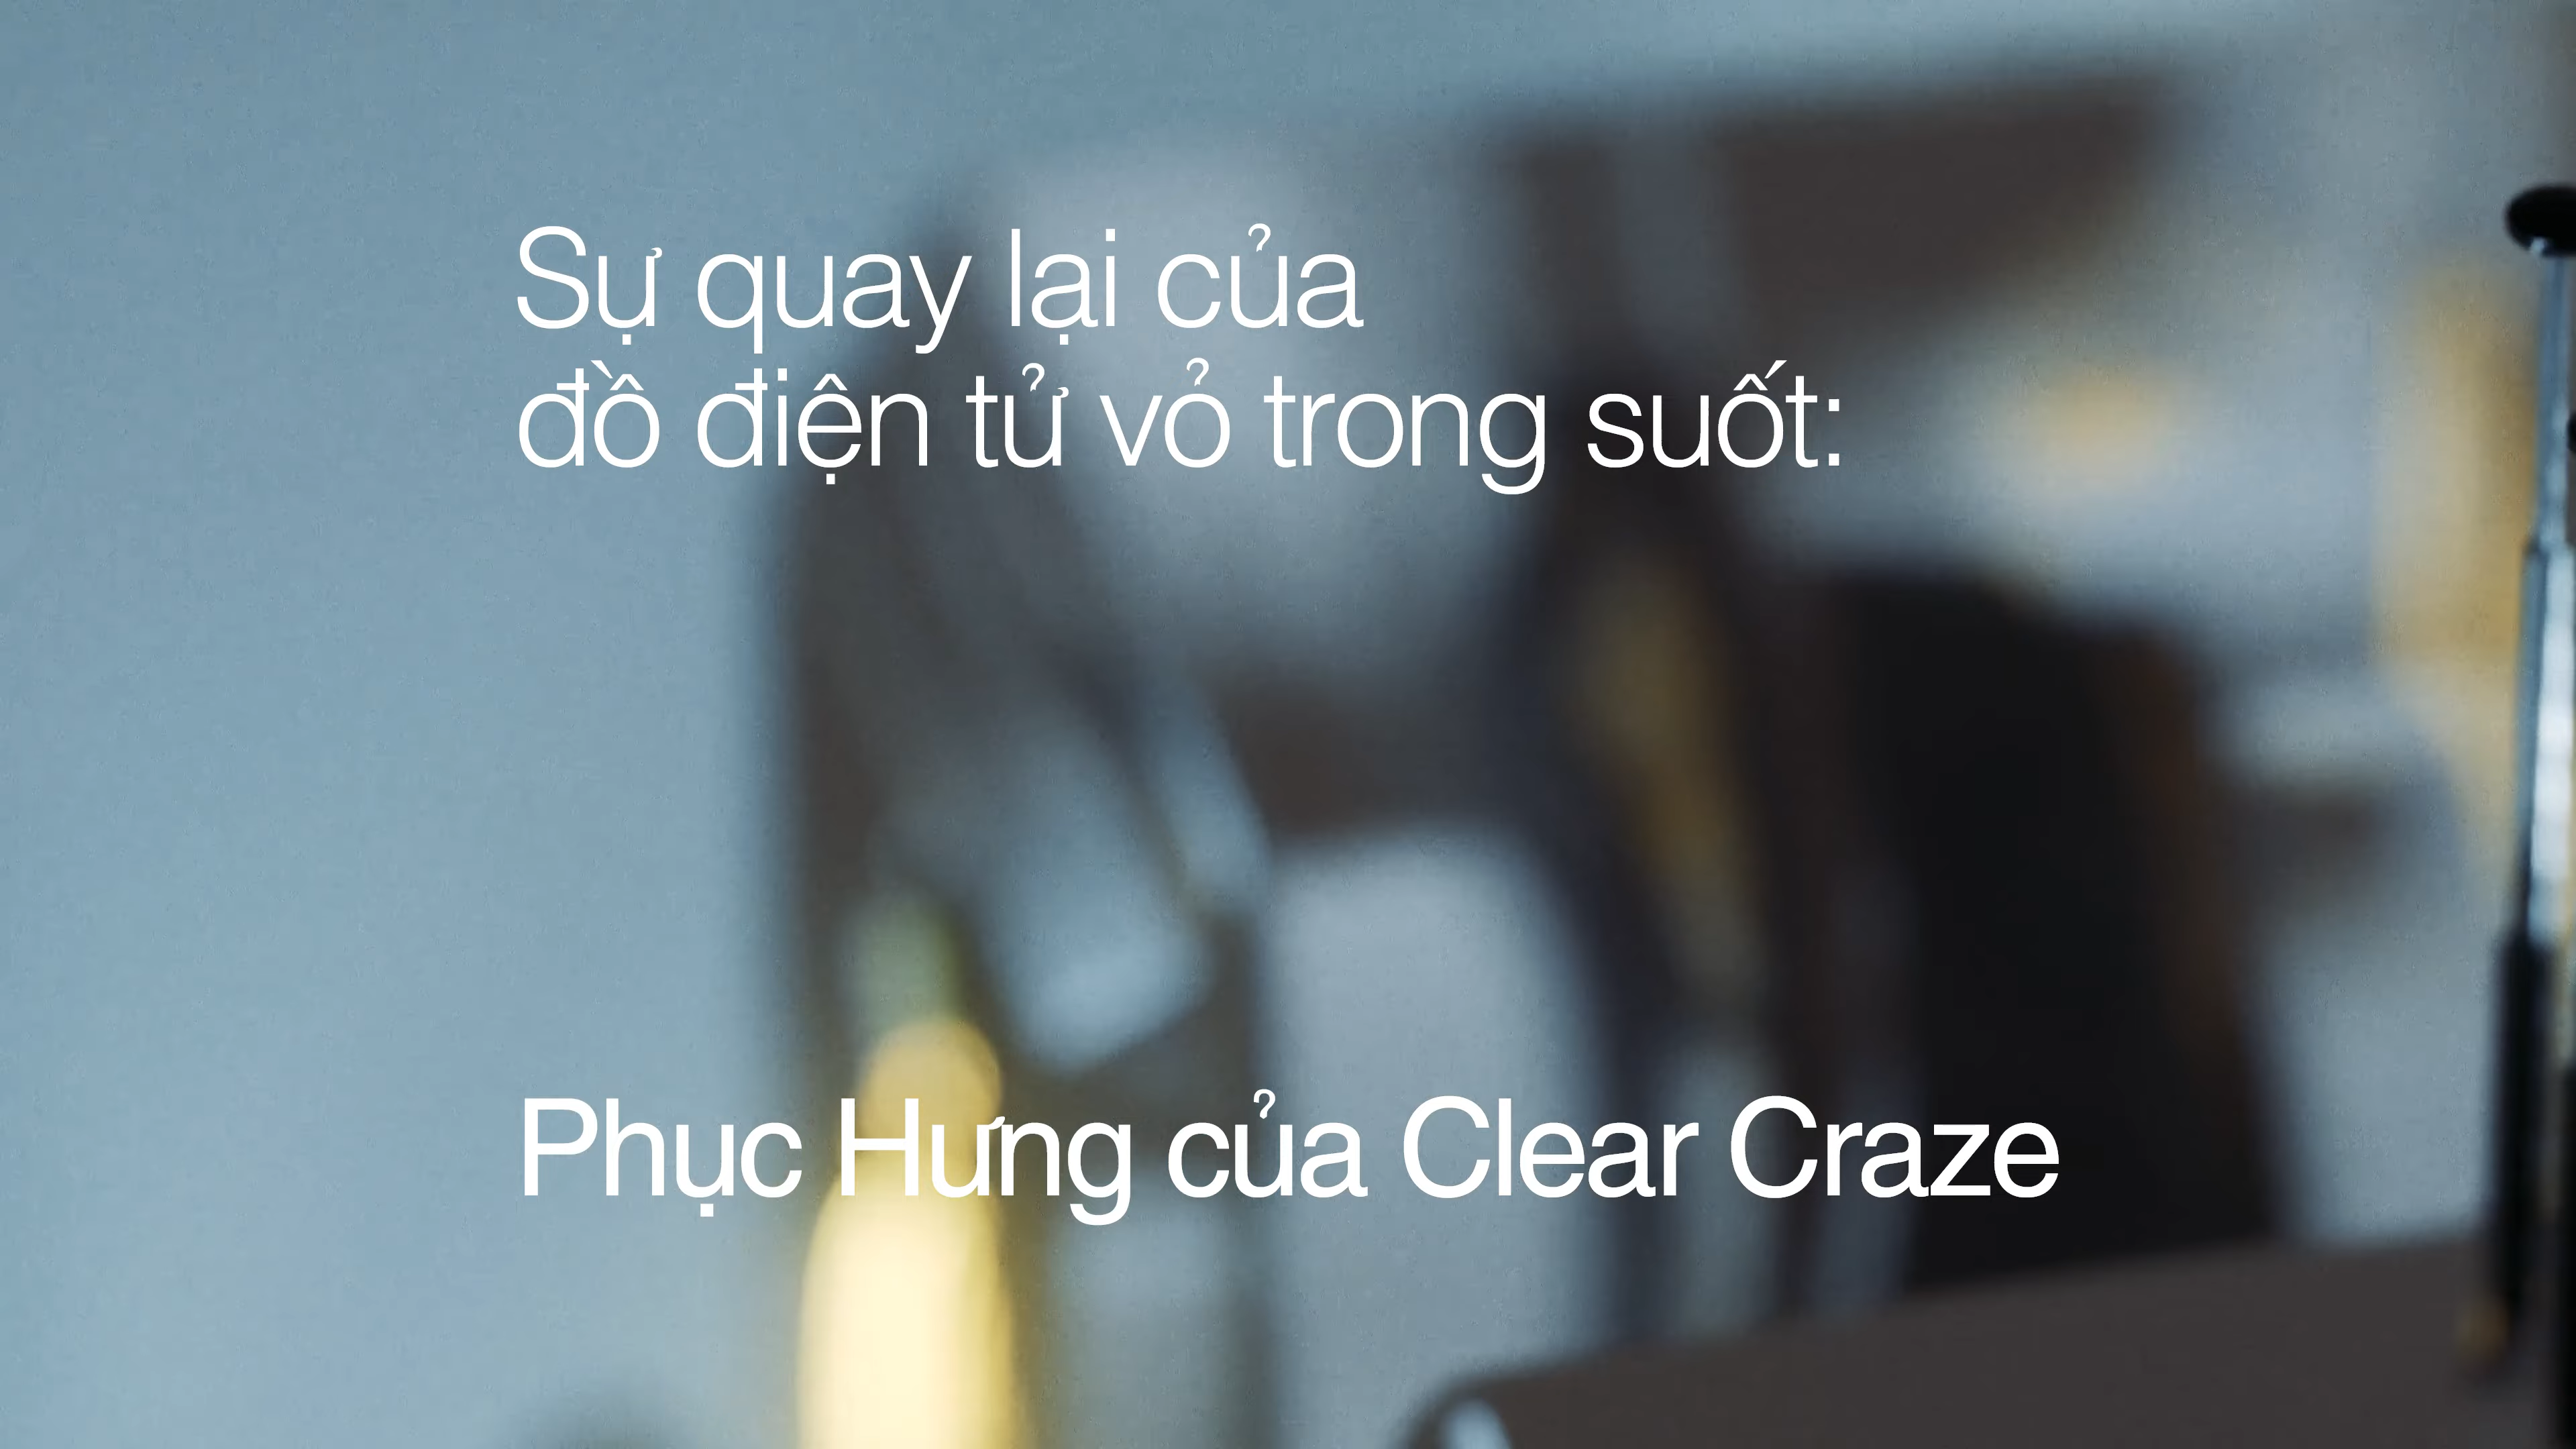 Sự quay lại của
đồ điện tử vỏ trong suốt:
Phục Hưng của Clear Craze